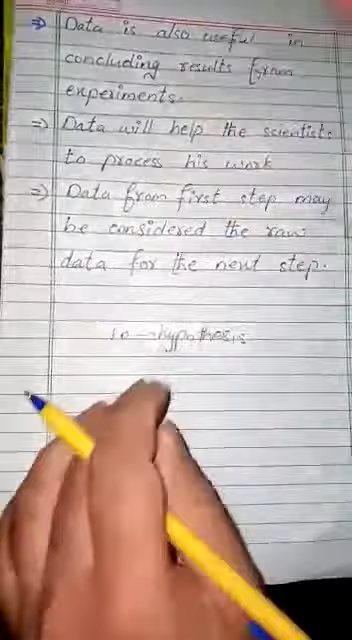 ⇒ Data is also useful in
concluding results from
experiments.
⇒ Data will help the scientists
to process his work
⇒ Data from first step may
be considered the raw
data for the next step.
10 → hypothesis